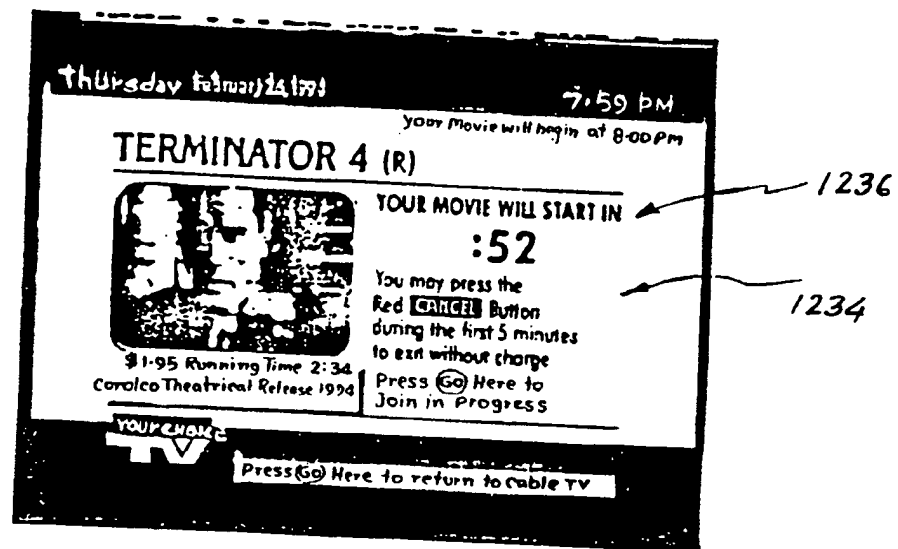 Thursday February 24, 1994
7:59 PM
Your Movie will begin at 8:00 PM
TERMINATOR 4 (R)
YOUR MOVIE WILL START IN
:52
You may press the
Red CANCEL Button
during the first 5 minutes
to exit without charge
$1.95 Running Time 2:34
Carolco Theatrical Release 1994
Press Go Here to
Join in Progress
YOUR CHOICE
TV
Press Go Here to return to cable TV
1236
1234